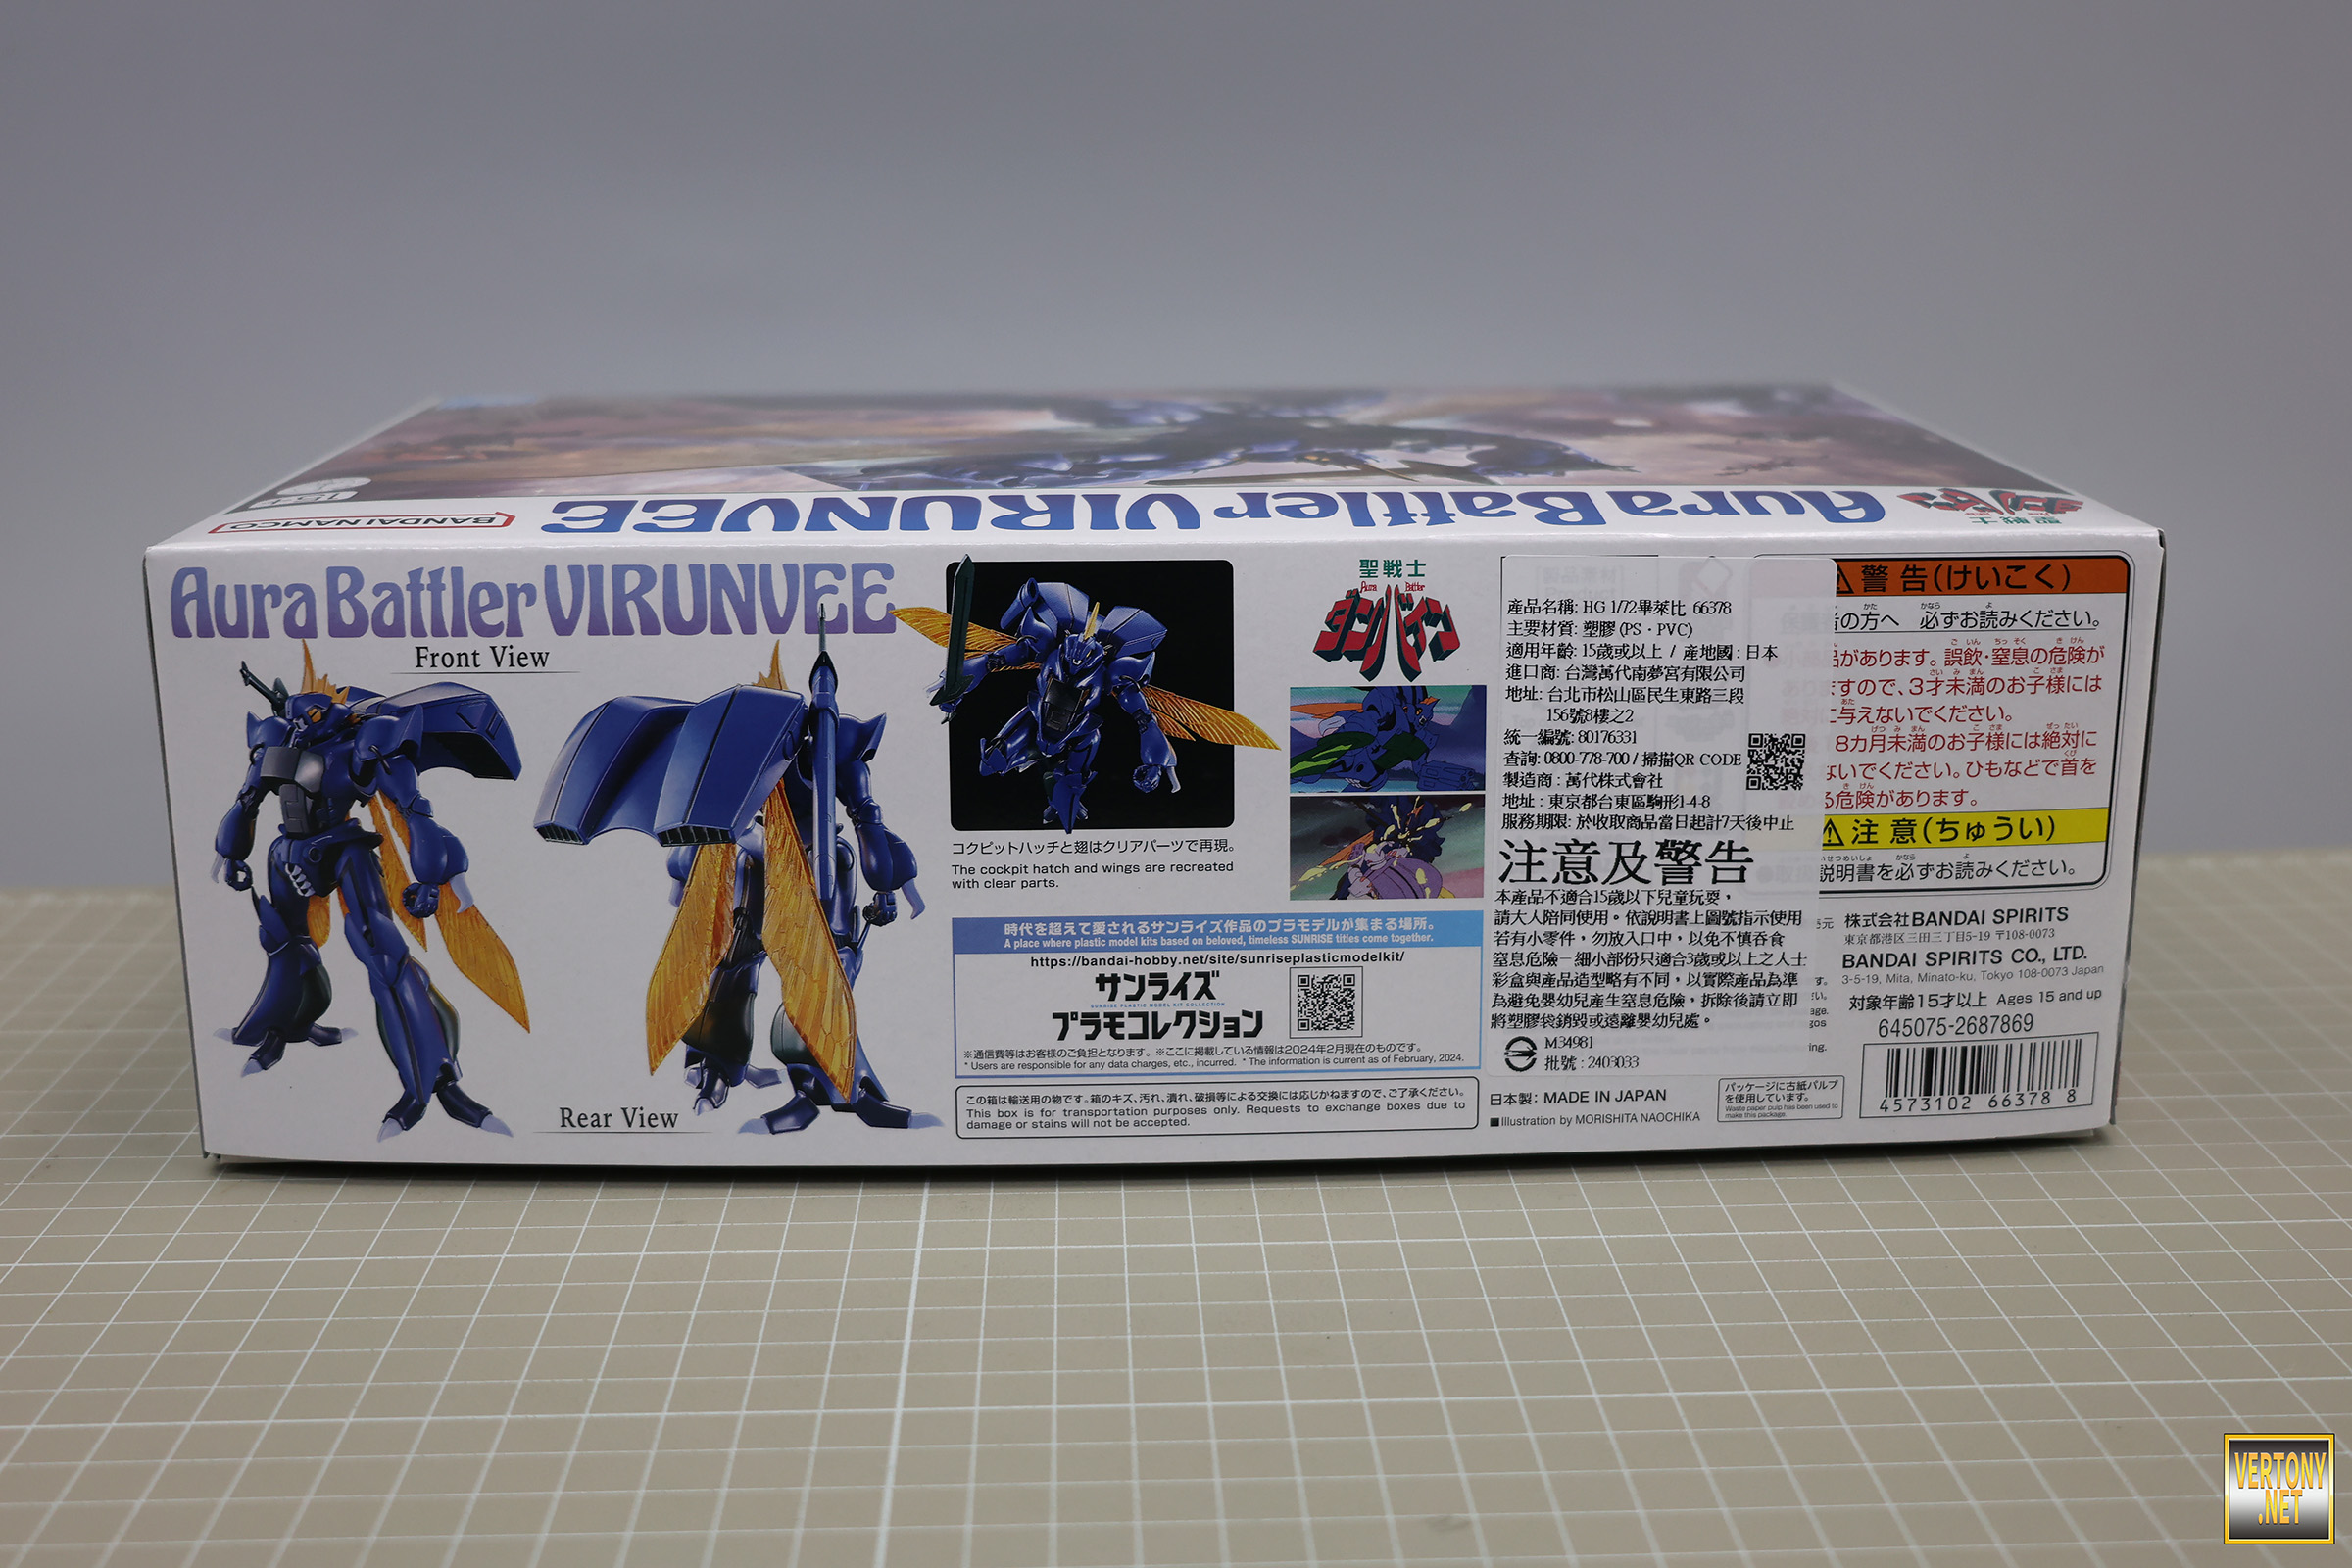 Aura Battler VIRUNVEE
BANDAI NAMCO
聖戦士
ダンバイン
15+
Aura Battler VIRUNVEE
Front View
Rear View
コクピットハッチと翅はクリアパーツで再現。
The cockpit hatch and wings are recreated
with clear parts.
聖戦士
Aura Battler
ダンバイン
時代を超えて愛されるサンライズ作品のプラモデルが集まる場所。
A place where plastic model kits based on beloved, timeless SUNRISE titles come together.
https://bandai-hobby.net/site/sunriseplasticmodelkit/
サンライズ
SUNRISE PLASTIC MODEL KIT COLLECTION
プラモコレクション
※通信費等はお客様のご負担となります。※ここに掲載している情報は2024年2月現在のものです。
* Users are responsible for any data charges, etc., incurred. * The information is current as of February, 2024.
この箱は輸送用の物です。箱のキズ、汚れ、潰れ、破損等による交換には応じかねますので、ご了承ください。
This box is for transportation purposes only. Requests to exchange boxes due to
damage or stains will not be accepted.
產品名稱: HG 1/72畢萊比 66378
主要材質: 塑膠 (PS · PVC)
適用年齡: 15歲或以上 / 產地國 : 日本
進口商 : 台灣萬代南夢宮有限公司
地址 : 台北市松山區民生東路三段
156號8樓之2
統一編號: 80176331
查詢: 0800-778-700 / 掃描QR CODE
製造商 : 萬代株式會社
地址 : 東京都台東區駒形1-4-8
服務期限: 於收取商品當日起計7天後中止
注意及警告
本產品不適合15歲以下兒童玩耍，
請大人陪同使用。依說明書上圖號指示使用
若有小零件，勿放入口中，以免不慎吞食
窒息危險－細小部份只適合3歲或以上之人士
彩盒與產品造型略有不同，以實際產品為準
為避免嬰幼兒產生窒息危險，拆除後請立即
將塑膠袋銷毀或遠離嬰幼兒處。
M34981
批號 : 2403033
日本製: MADE IN JAPAN
■Illustration by MORISHITA NAOCHIKA
パッケージに古紙パルプ
を使用しています。
Waste paper pulp has been used to
make this package.
警告(けいこく)
の方へ 必ずお読みください。
があります。誤飲・窒息の危険が
すので、3才未満のお子様には
与えないでください。
8カ月未満のお子様には絶対に
ないでください。ひもなどで首を
る危険があります。
注意(ちゅうい)
説明書を必ずお読みください。
株式会社BANDAI SPIRITS
東京都港区三田三丁目5-19 〒108-0073
BANDAI SPIRITS CO., LTD.
3-5-19, Mita, Minato-ku, Tokyo 108-0073 Japan
対象年齢15才以上 Ages 15 and up
645075-2687869
4573102 66378 8
VERTONY
.NET